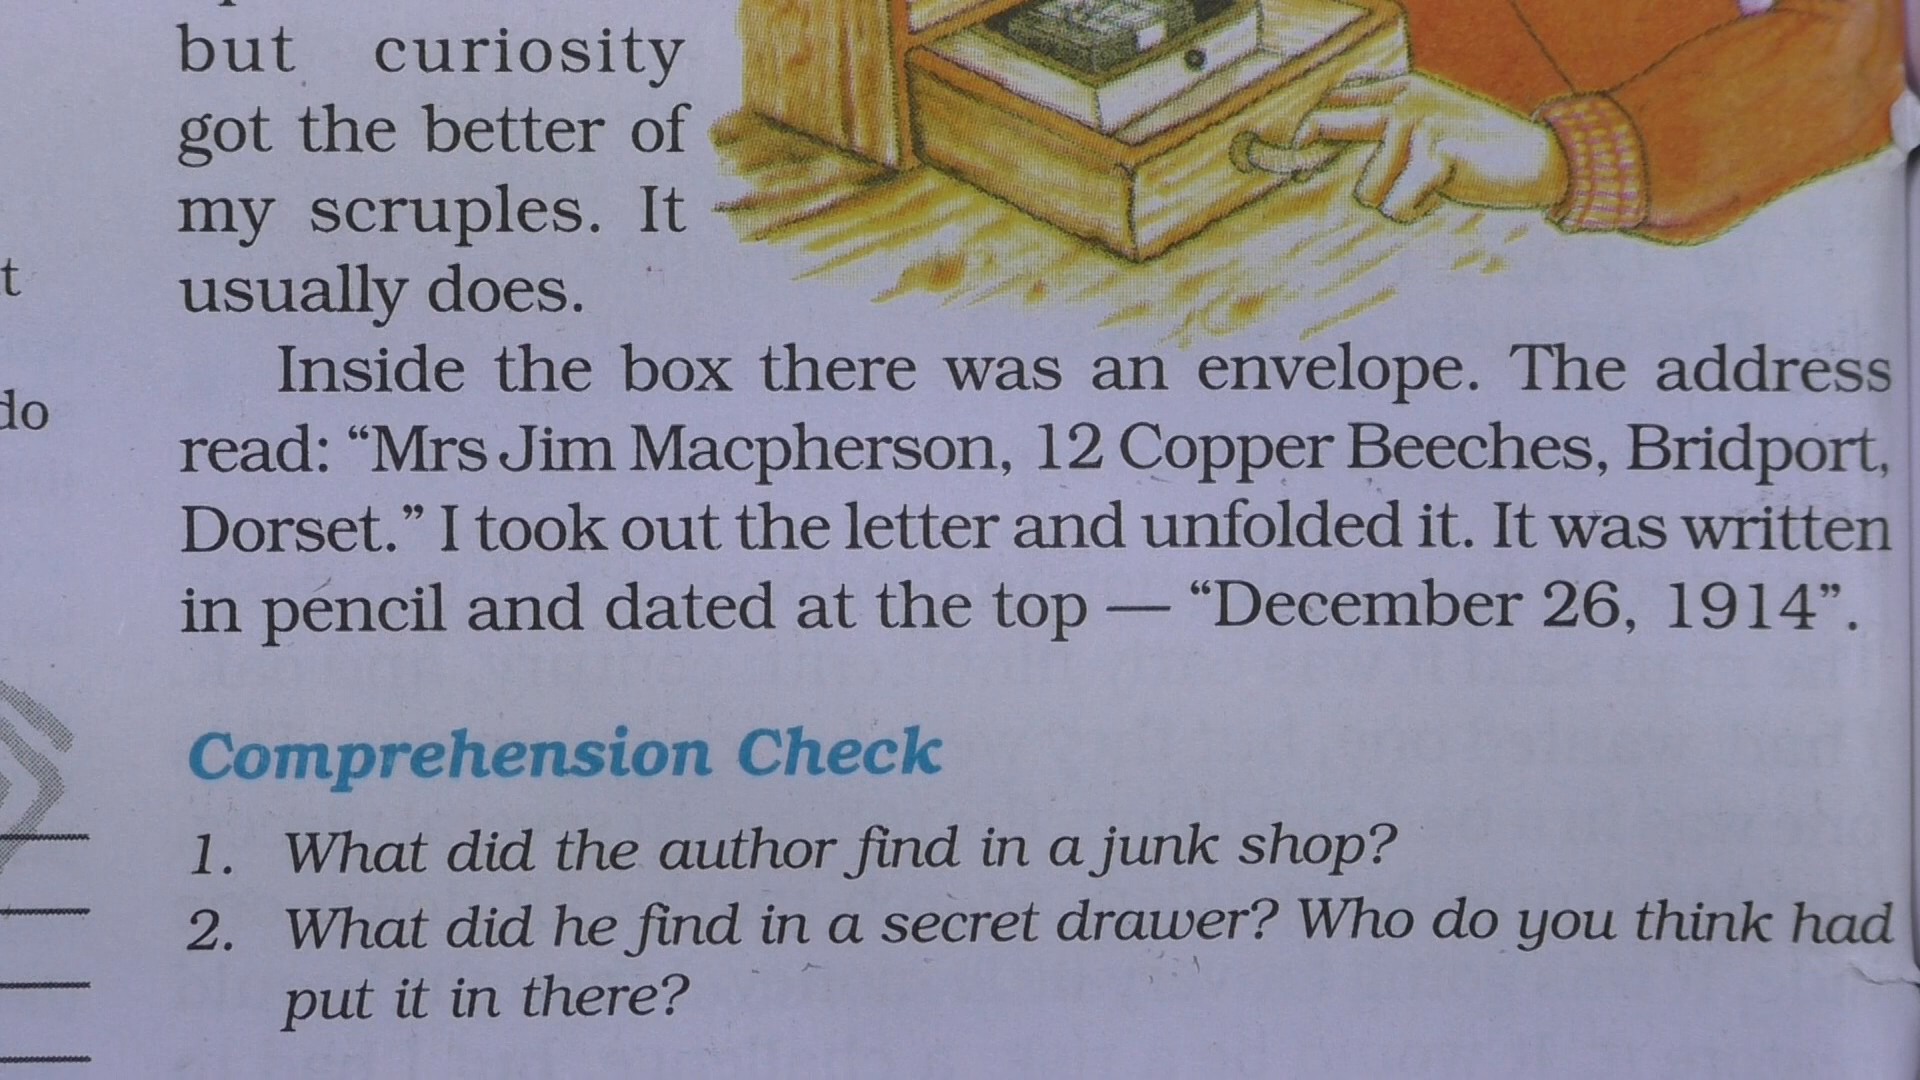 but curiosity
got the better of
my scruples. It
usually does.
Inside the box there was an envelope. The address
read: “Mrs Jim Macpherson, 12 Copper Beeches, Bridport,
Dorset.” I took out the letter and unfolded it. It was written
in pencil and dated at the top — “December 26, 1914”.
t
do
Comprehension Check
1. What did the author find in a junk shop?
2. What did he find in a secret drawer? Who do you think had
put it in there?